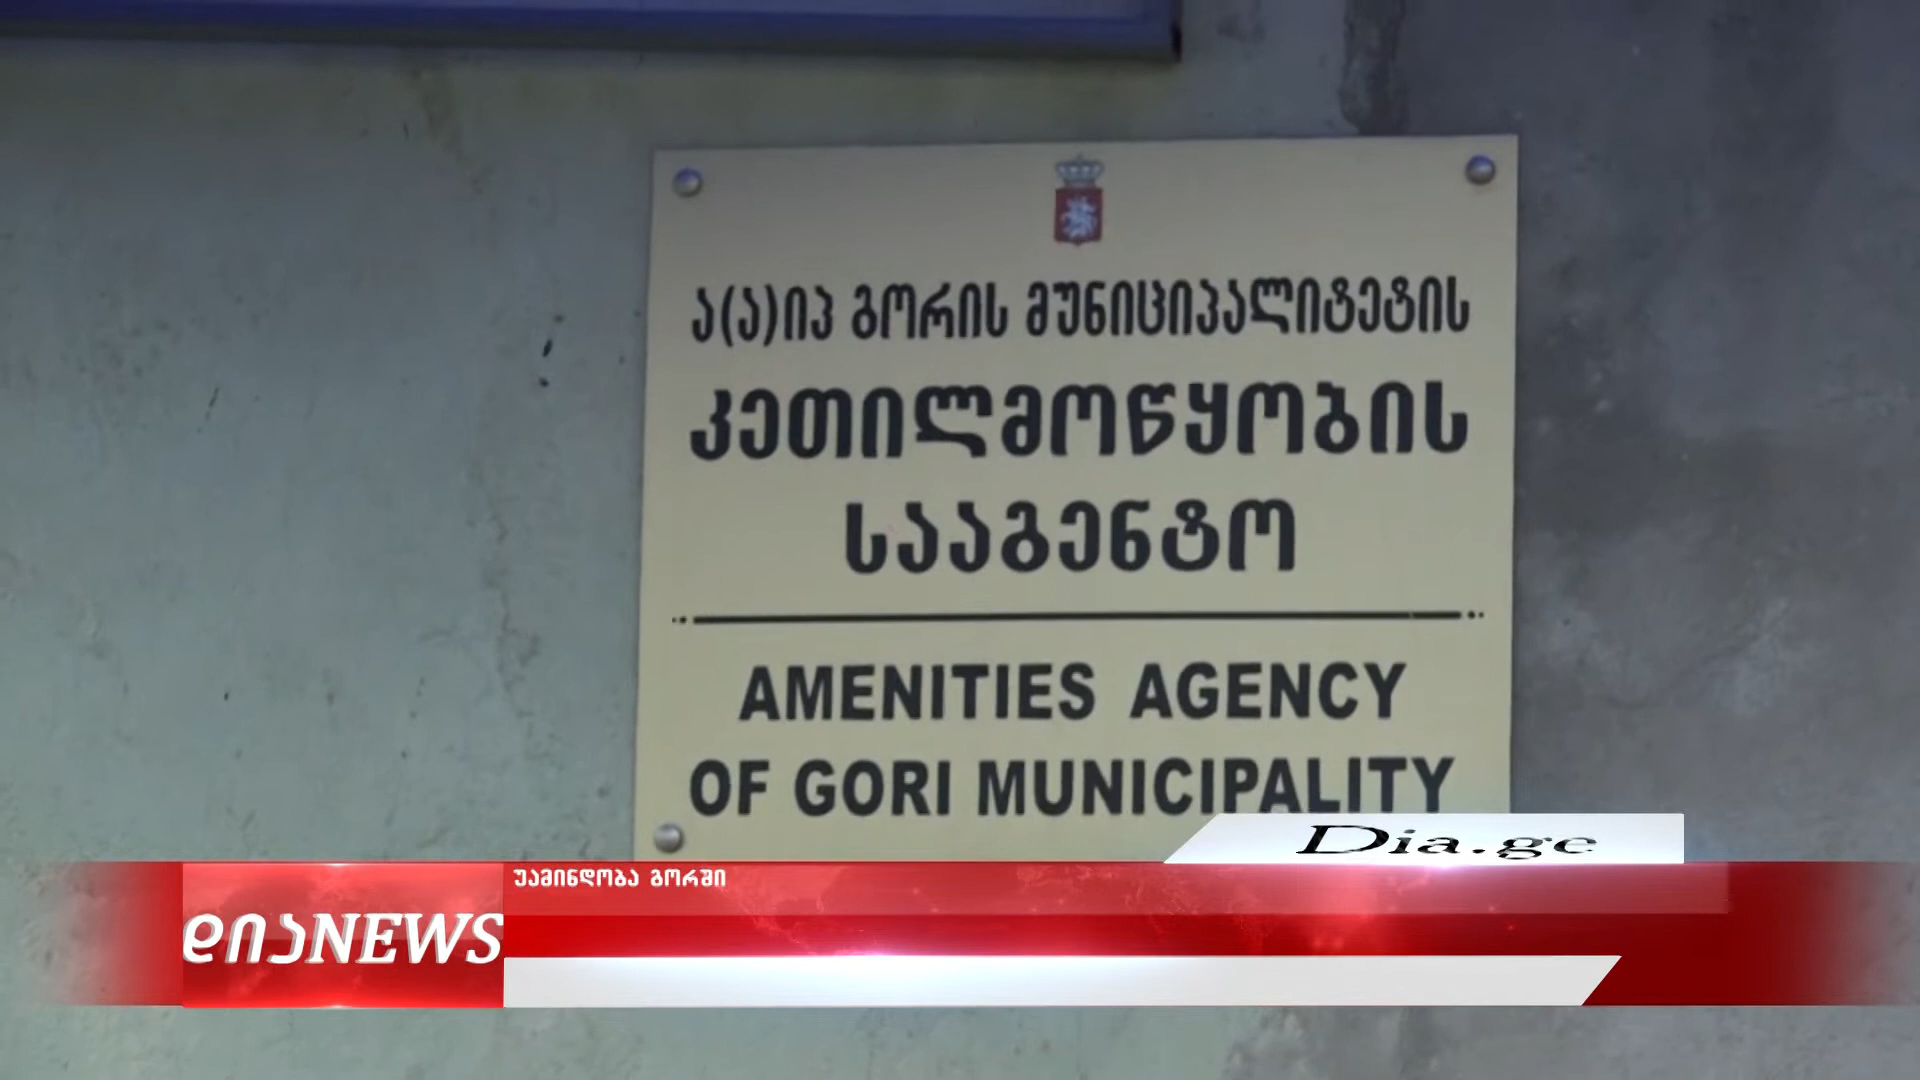 ა(ა)იპ გორის მუნიციპალიტეტის
კეთილმოწყობის
სააგენტო
AMENITIES AGENCY
OF GORI MUNICIPALITY
Dia.ge
უამინდობა გორში
დიაNEWS